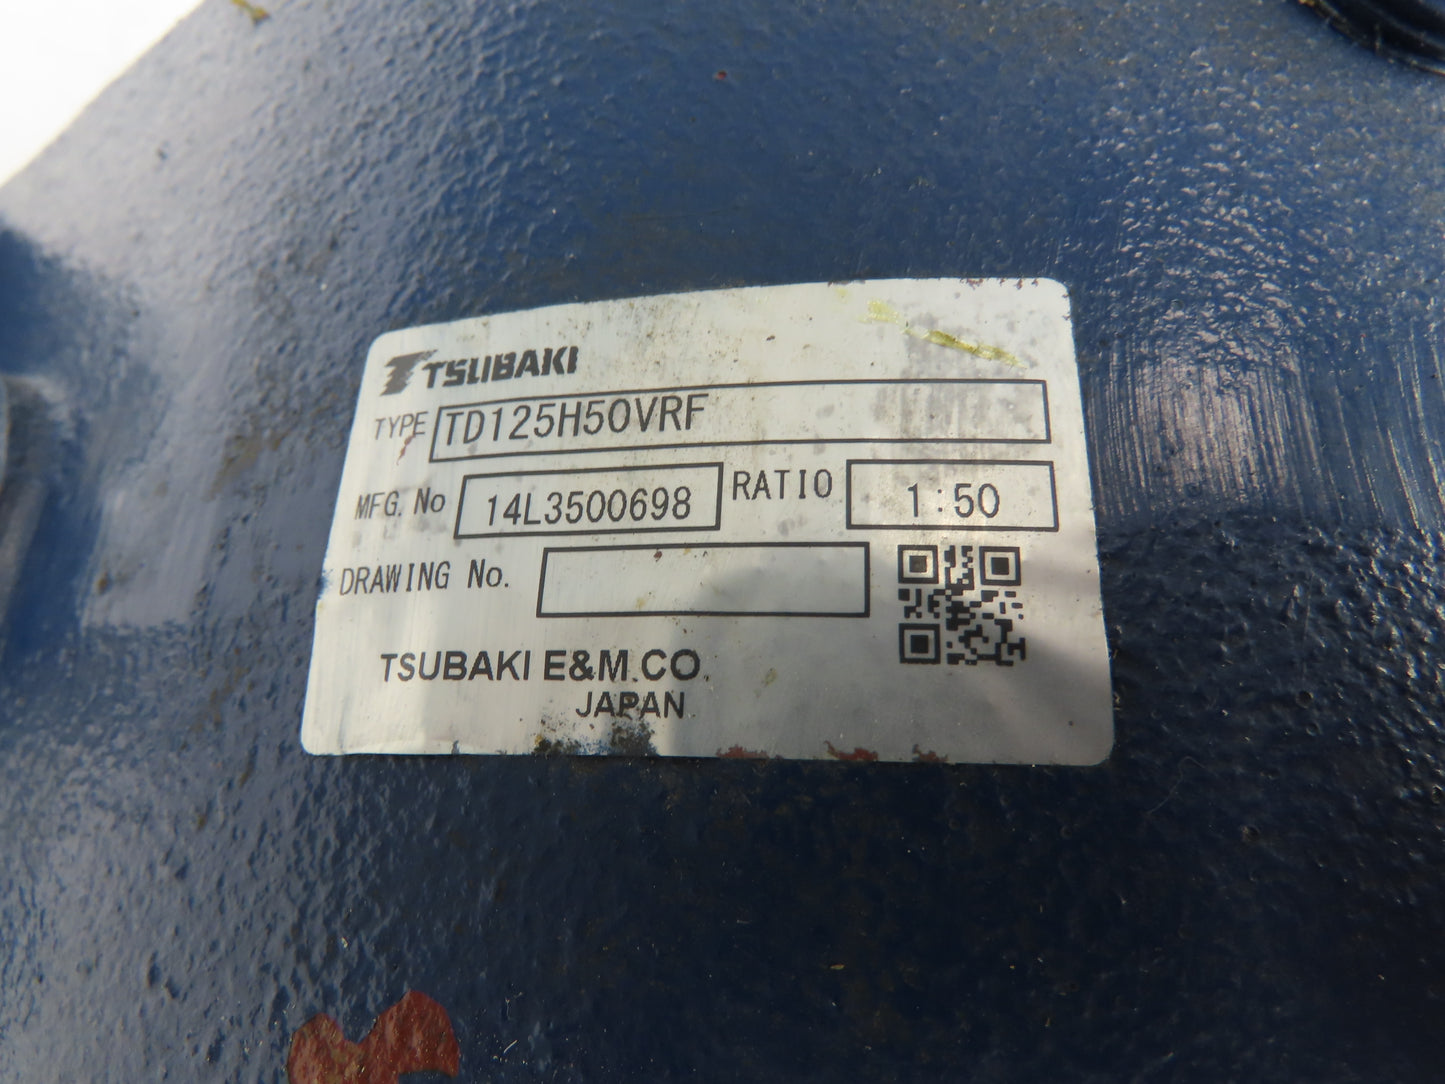 TSUBAKI
TYPE TD125H50VRF
MFG. No 14L3500698 RATIO 1:50
DRAWING No.
TSUBAKI E&M.CO.
JAPAN